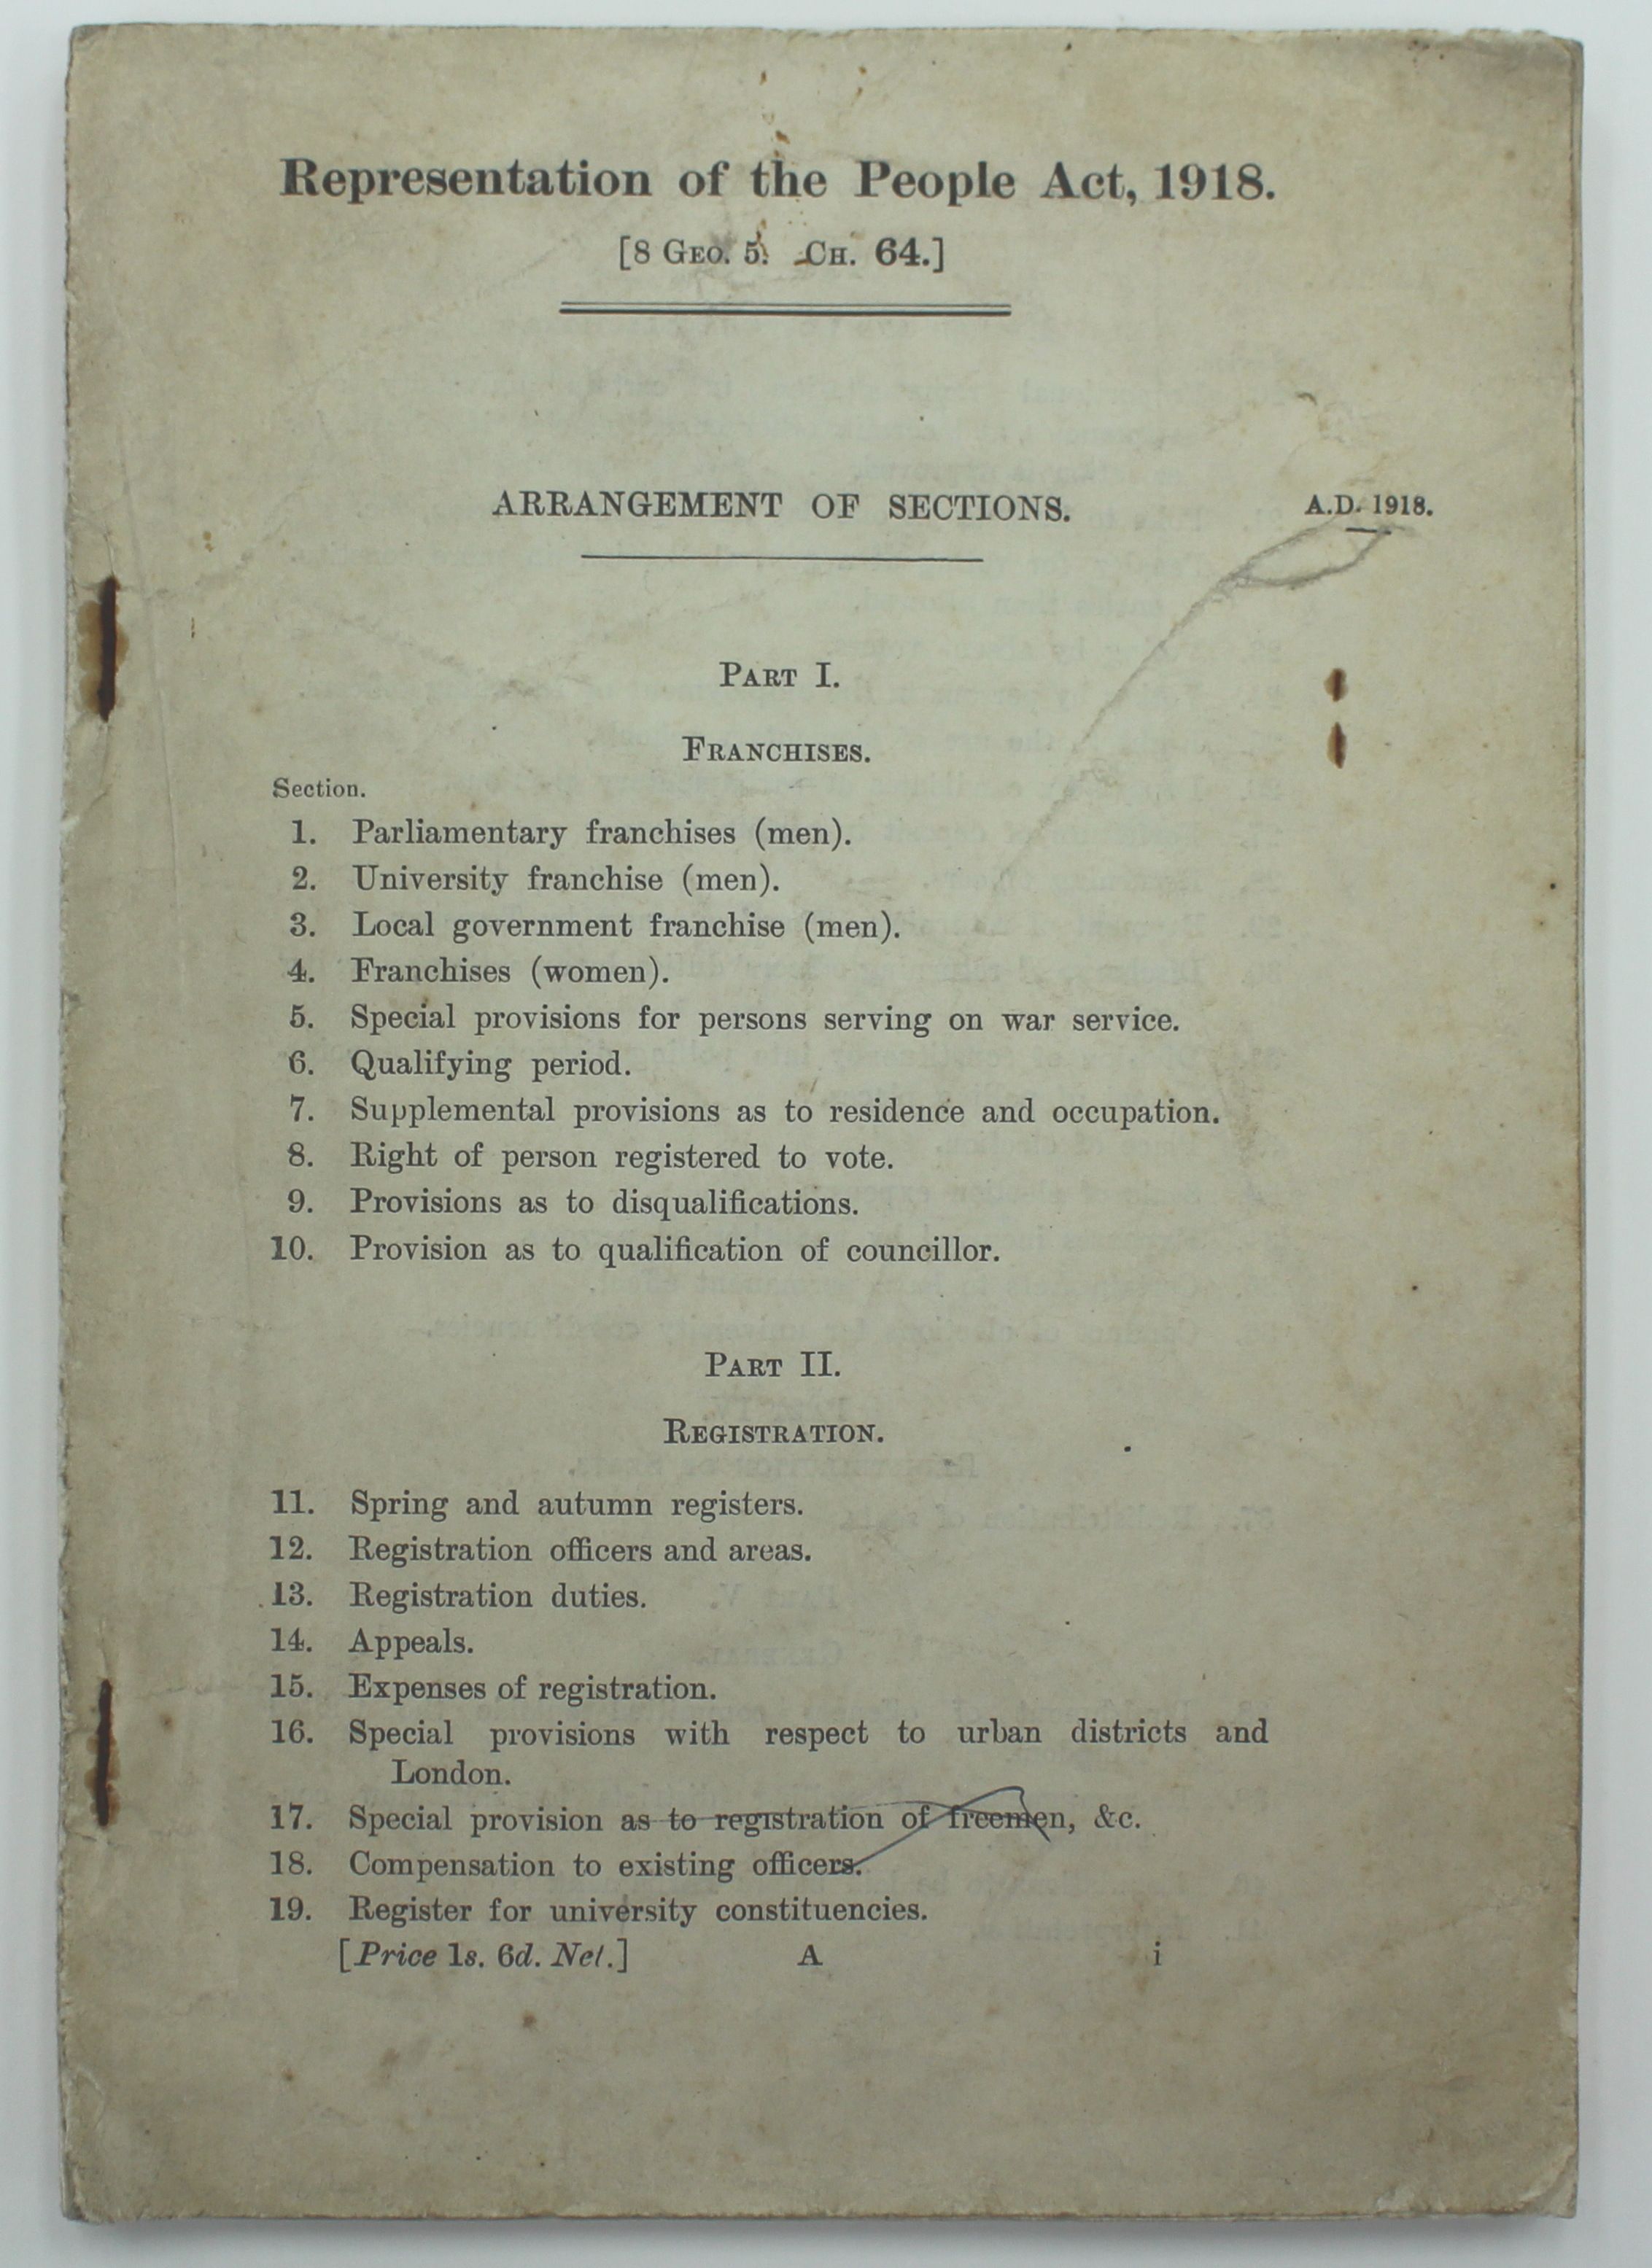 Representation of the People Act, 1918.
[8 GEO. 5. CH. 64.]
ARRANGEMENT OF SECTIONS.
A.D. 1918.
PART I.
FRANCHISES.
Section.
1. Parliamentary franchises (men).
2. University franchise (men).
3. Local government franchise (men).
4. Franchises (women).
5. Special provisions for persons serving on war service.
6. Qualifying period.
7. Supplemental provisions as to residence and occupation.
8. Right of person registered to vote.
9. Provisions as to disqualifications.
10. Provision as to qualification of councillor.
PART II.
REGISTRATION.
11. Spring and autumn registers.
12. Registration officers and areas.
13. Registration duties.
14. Appeals.
15. Expenses of registration.
16. Special provisions with respect to urban districts and
London.
17. Special provision as to registration of freemen, &c.
18. Compensation to existing officers.
19. Register for university constituencies.
[Price 1s. 6d. Net.] A i